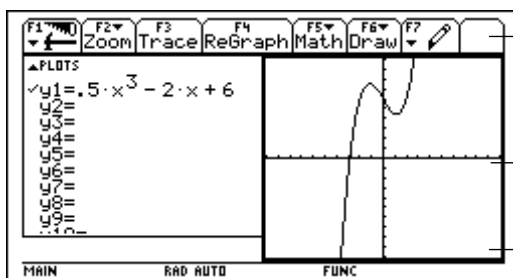 F1 F2 F3 F4 F5 F6 F7
Zoom Trace ReGraph Math Draw
PLOTS
✓y1=.5·x³ − 2·x + 6
y2=
y3=
y4=
y5=
y6=
y7=
y8=
y9=
MAIN RAD AUTO FUNC